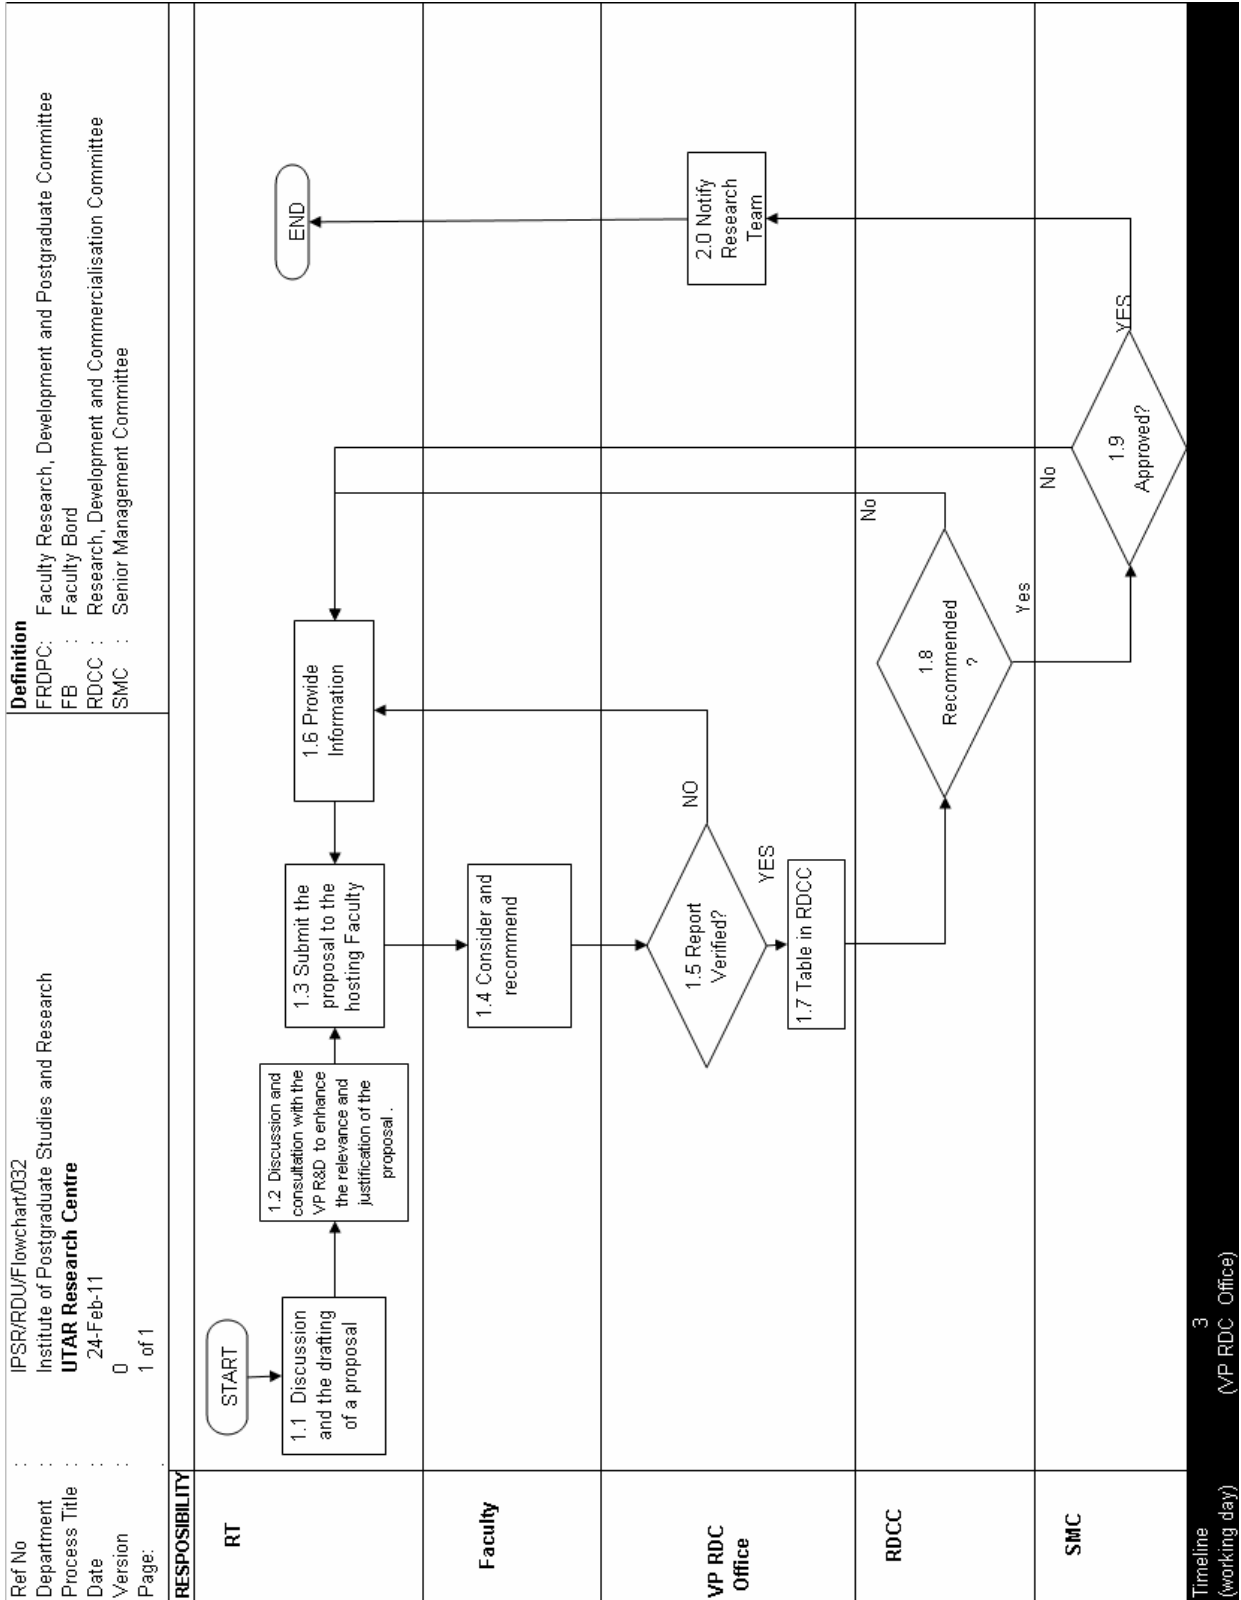 Ref No : IPSR/RDU/Flowchart/032
Department : Institute of Postgraduate Studies and Research
Process Title : UTAR Research Centre
Date : 24-Feb-11
Version : 0
Page: . 1 of 1
Definition
FRDPC: Faculty Research, Development and Postgraduate Committee
FB : Faculty Bord
RDCC : Research, Development and Commercialisation Committee
SMC : Senior Management Committee
RESPOSIBILITY
RT
START
1.1 Discussion
and the drafting
of a proposal
1.2 Discussion and
consultation with the
VP R&D to enhance
the relevance and
justification of the
proposal .
1.3 Submit the
proposal to the
hosting Faculty
1.6 Provide
Information
END
Faculty
1.4 Consider and
recommend
VP RDC
Office
1.5 Report
Verified?
NO
YES
1.7 Table in RDCC
2.0 Notify
Research
Team
RDCC
1.8
Recommended
?
No
Yes
SMC
1.9
Approved?
No
YES
Timeline
(working day)
3
(VP RDC Office)